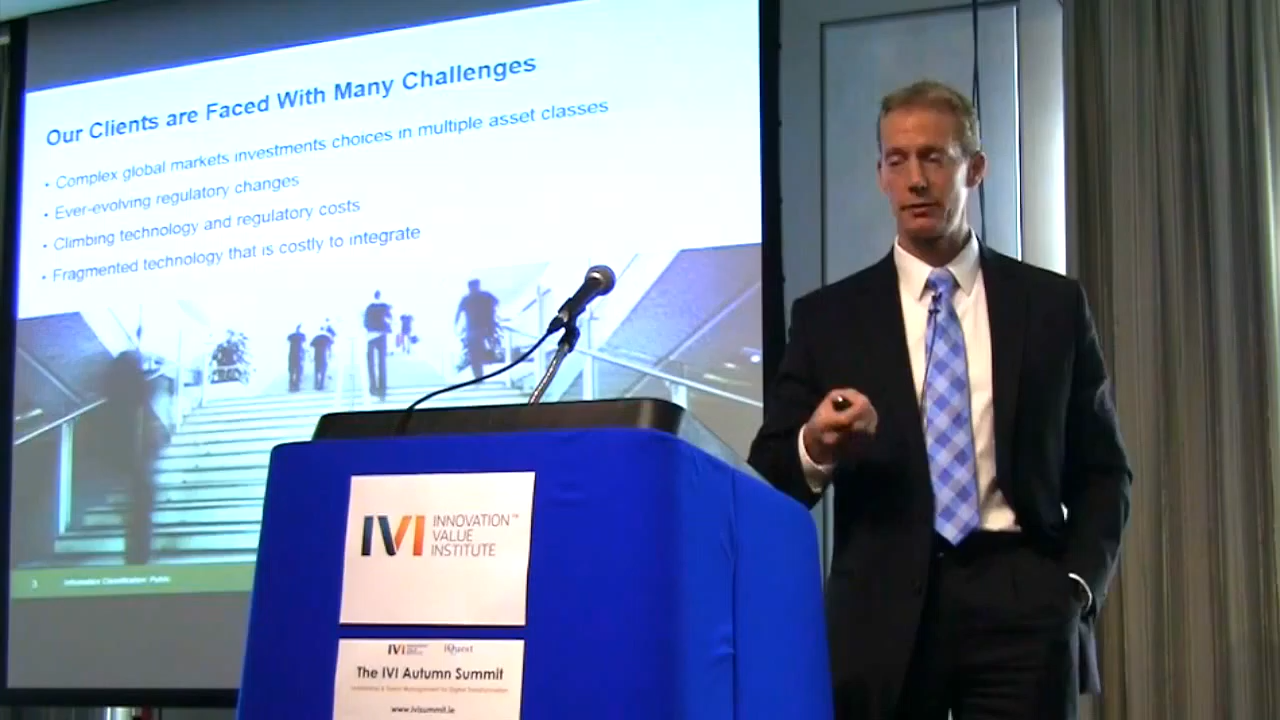 Our Clients are Faced With Many Challenges
• Complex global markets investments choices in multiple asset classes
• Ever-evolving regulatory changes
• Climbing technology and regulatory costs
• Fragmented technology that is costly to integrate
3 Information Classification: Public
IVI INNOVATION™
VALUE
INSTITUTE
IVI
The IVI Autumn Summit
www.ivisummit.ie